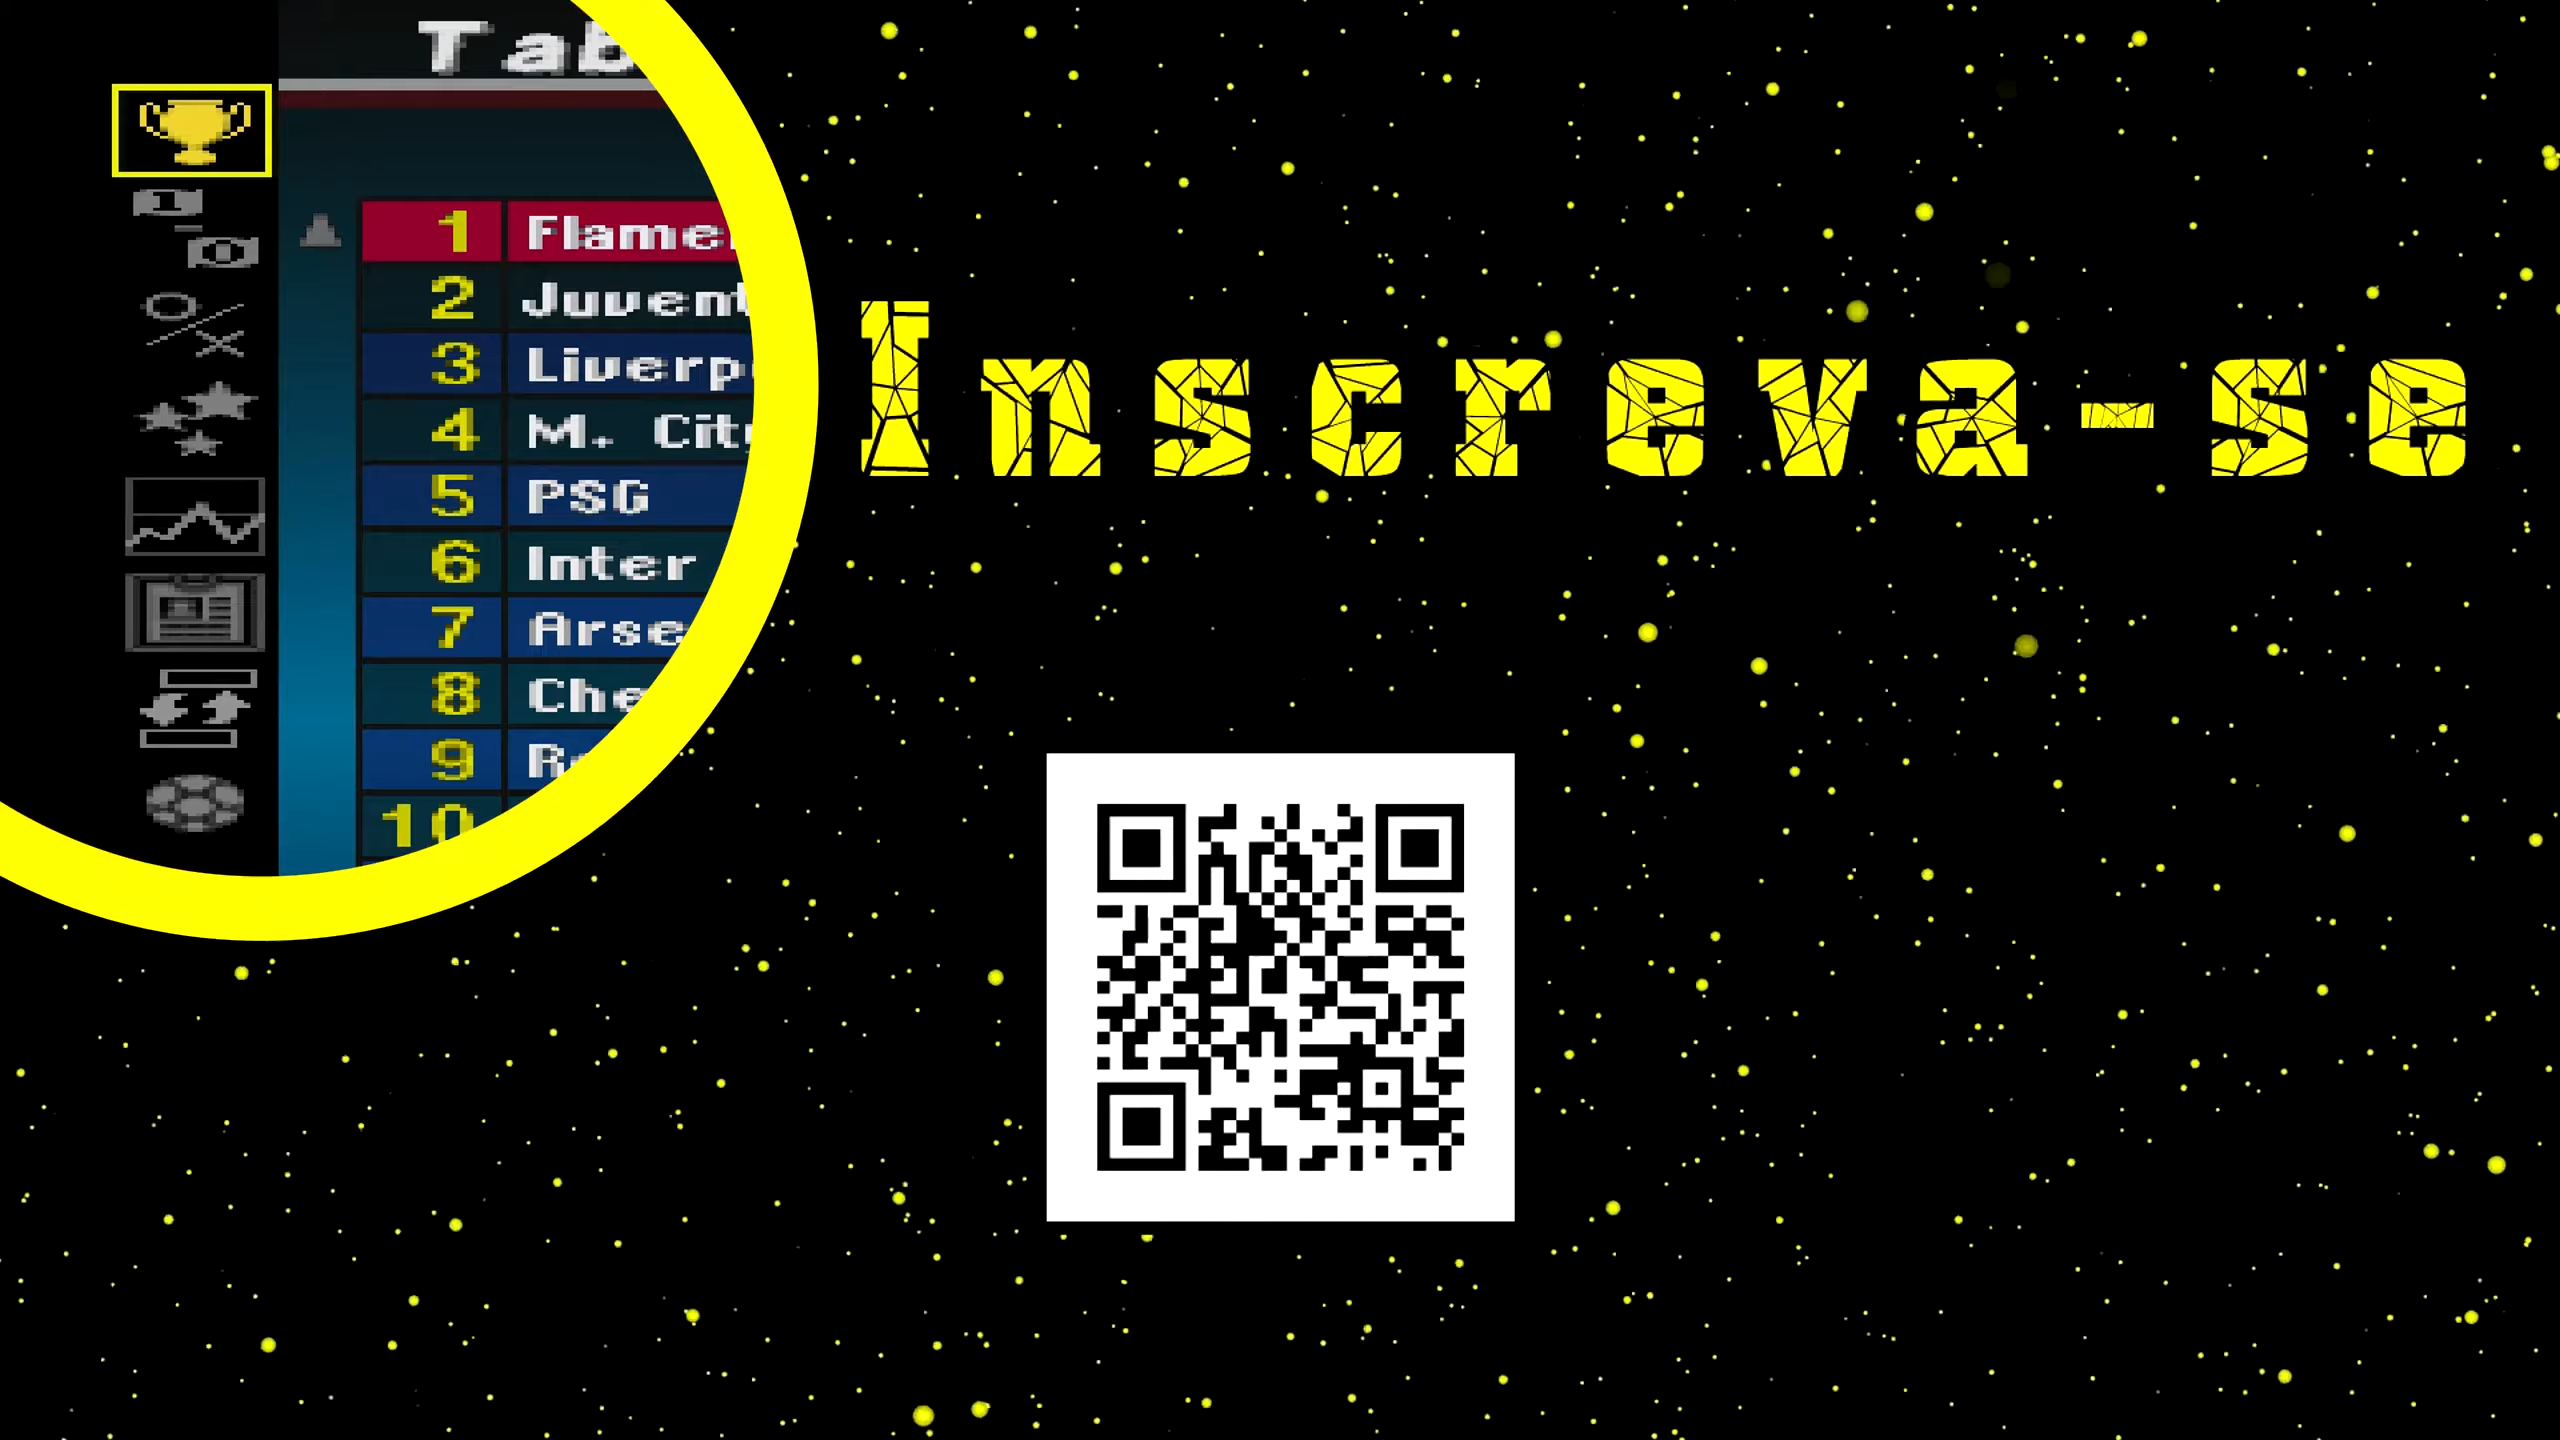 Tab
1 Flame
2 Juvent
3 Liverp
4 M. City
5 PSG
6 Inter
7 Arse
8 Che
9 R
10
Inscreva-se